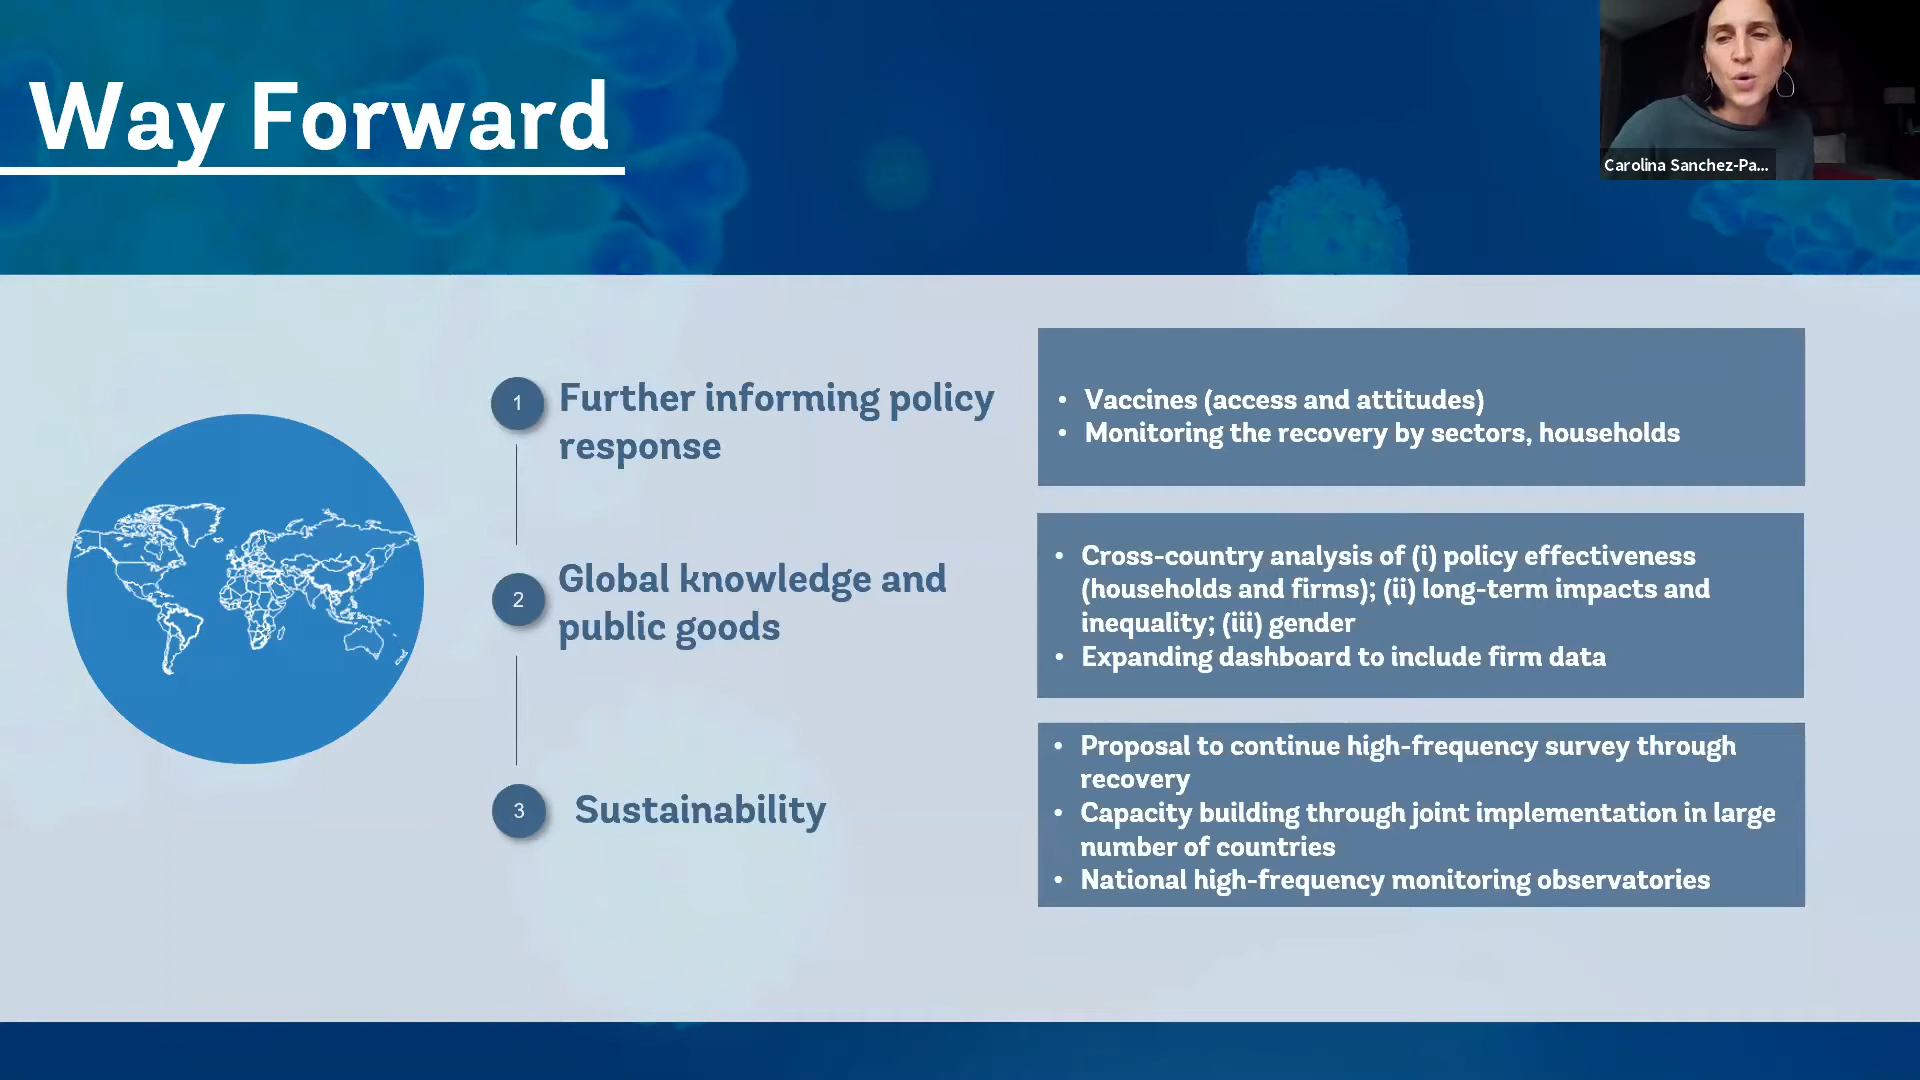 Way Forward
Carolina Sanchez-Pa...
1
Further informing policy
response
• Vaccines (access and attitudes)
• Monitoring the recovery by sectors, households
2
Global knowledge and
public goods
• Cross-country analysis of (i) policy effectiveness
(households and firms); (ii) long-term impacts and
inequality; (iii) gender
• Expanding dashboard to include firm data
3
Sustainability
• Proposal to continue high-frequency survey through
recovery
• Capacity building through joint implementation in large
number of countries
• National high-frequency monitoring observatories